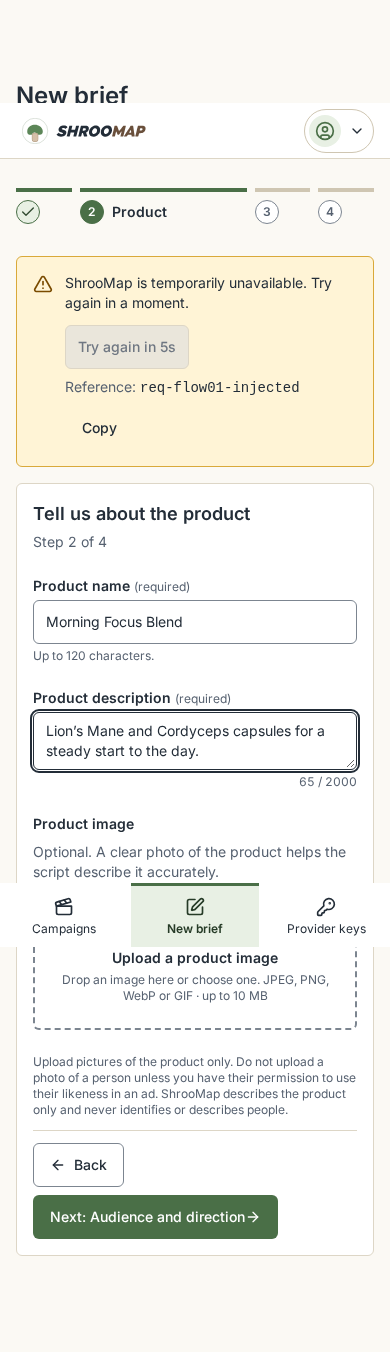 New brief
SHROOMAP
2 Product 3 4
ShrooMap is temporarily unavailable. Try
again in a moment.
Try again in 5s
Reference: req-flow01-injected
Copy
Tell us about the product
Step 2 of 4
Product name (required)
Morning Focus Blend
Up to 120 characters.
Product description (required)
Lion’s Mane and Cordyceps capsules for a
steady start to the day.
65 / 2000
Product image
Optional. A clear photo of the product helps the
script describe it accurately.
Campaigns New brief Provider keys
Upload a product image
Drop an image here or choose one. JPEG, PNG,
WebP or GIF · up to 10 MB
Upload pictures of the product only. Do not upload a
photo of a person unless you have their permission to use
their likeness in an ad. ShrooMap describes the product
only and never identifies or describes people.
Back
Next: Audience and direction